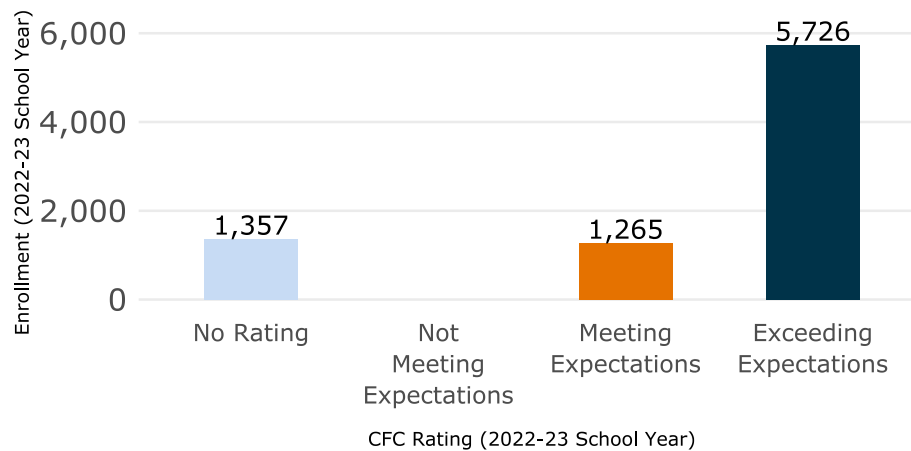 Enrollment (2022-23 School Year)
6,000
4,000
2,000
0
1,357
1,265
5,726
No Rating
Not
Meeting
Expectations
Meeting
Expectations
Exceeding
Expectations
CFC Rating (2022-23 School Year)